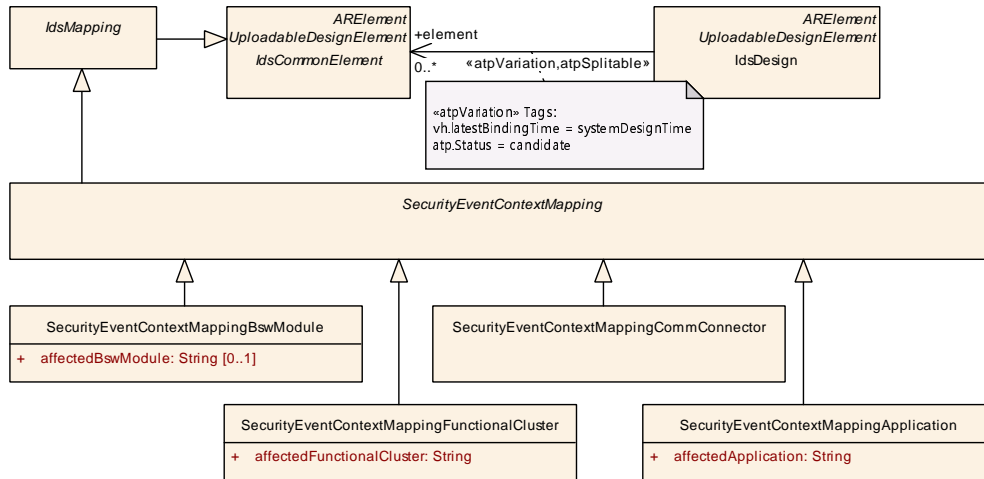 IdsMapping
ARElement
UploadableDesignElement
IdsCommonElement
+element
0..*
«atpVariation,atpSplitable»
ARElement
UploadableDesignElement
IdsDesign
«atpVariation» Tags:
vh.latestBindingTime = systemDesignTime
atp.Status = candidate
SecurityEventContextMapping
SecurityEventContextMappingBswModule
+ affectedBswModule: String [0..1]
SecurityEventContextMappingCommConnector
SecurityEventContextMappingFunctionalCluster
+ affectedFunctionalCluster: String
SecurityEventContextMappingApplication
+ affectedApplication: String